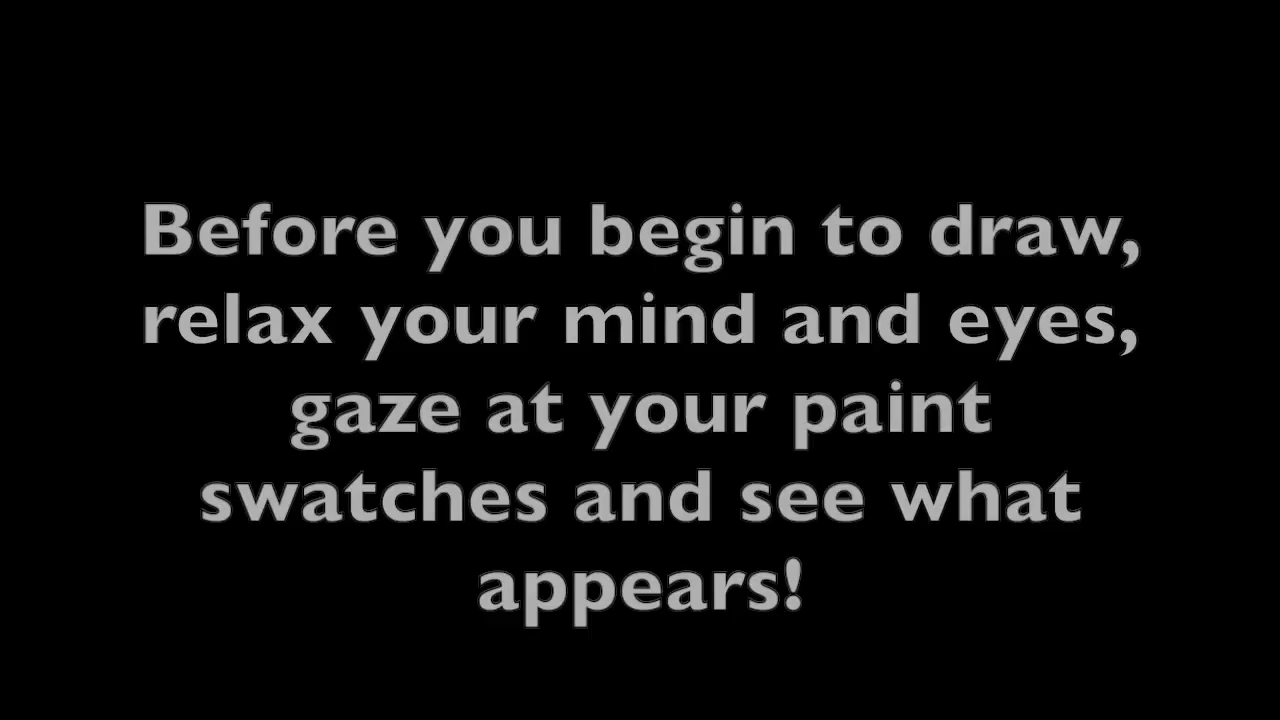 Before you begin to draw,
relax your mind and eyes,
gaze at your paint
swatches and see what
appears!